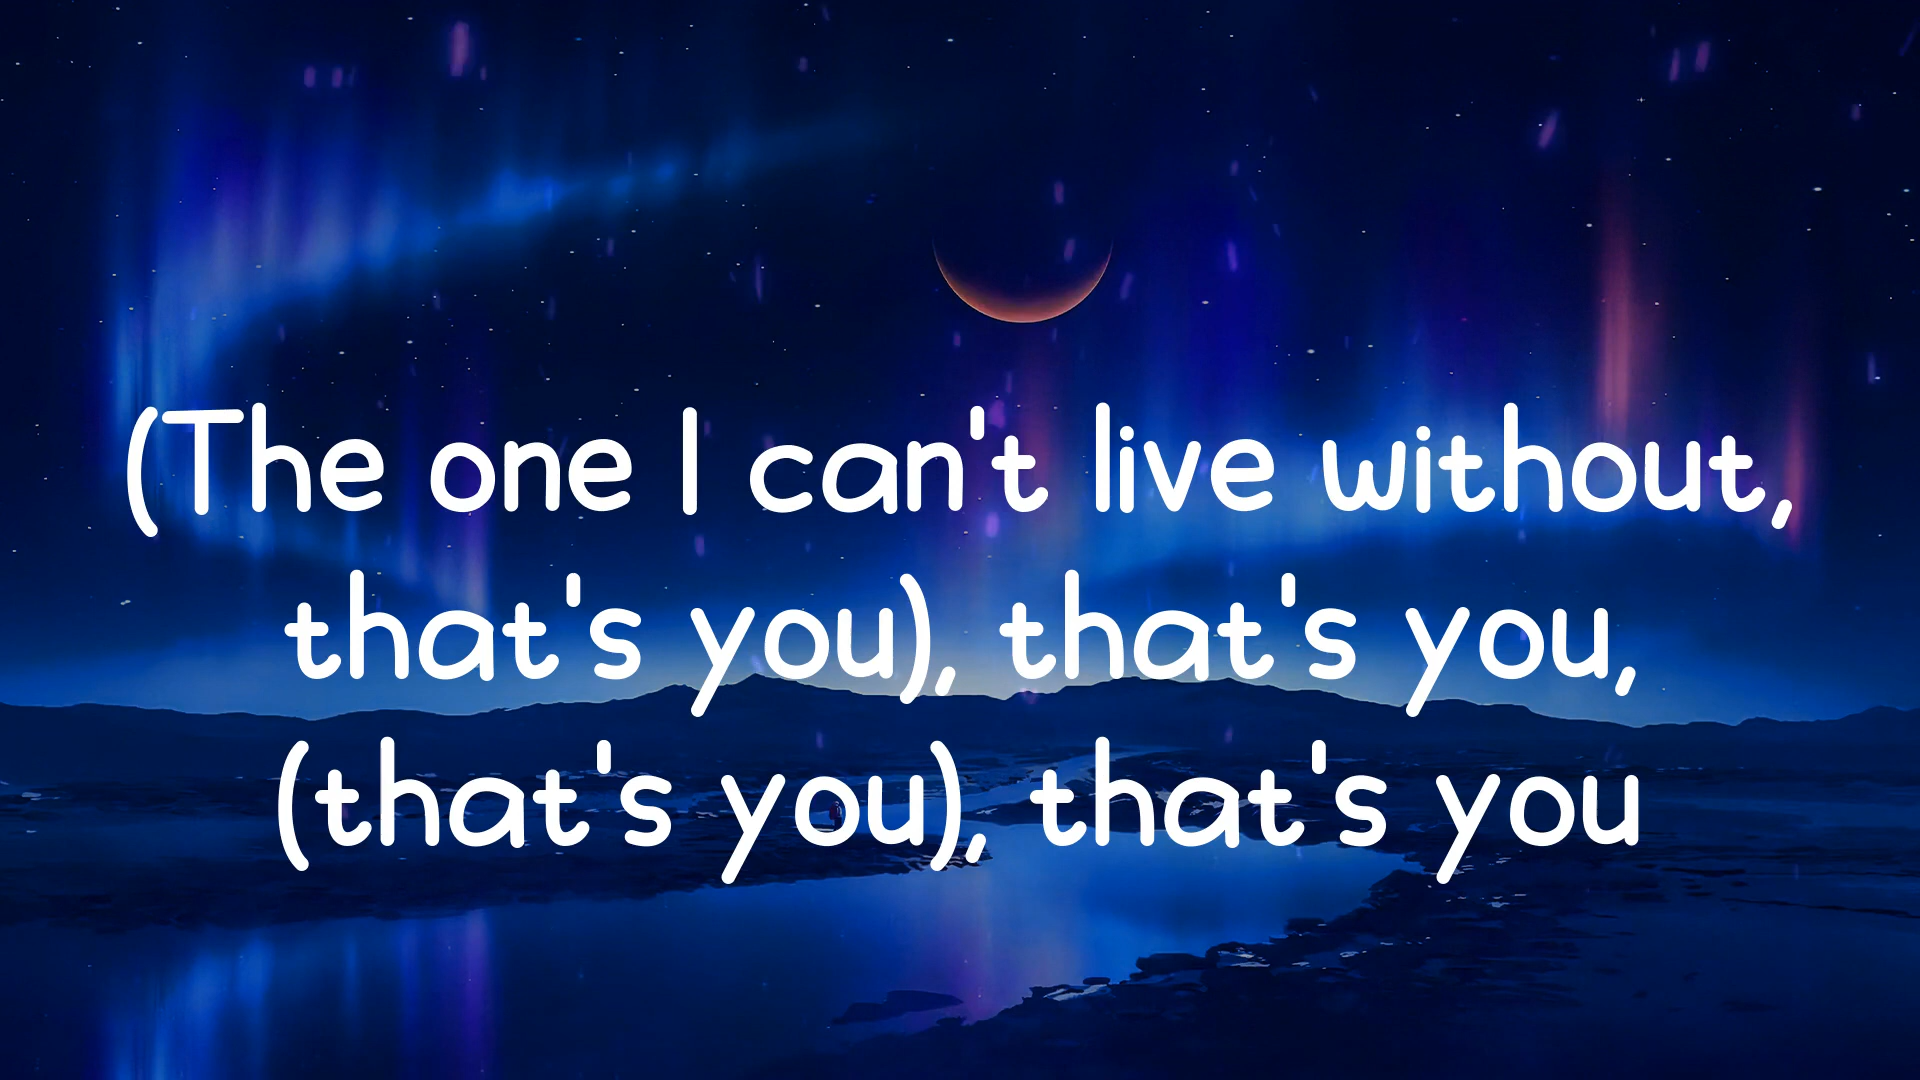 (The one I can't live without,
that's you), that's you,
(that's you), that's you